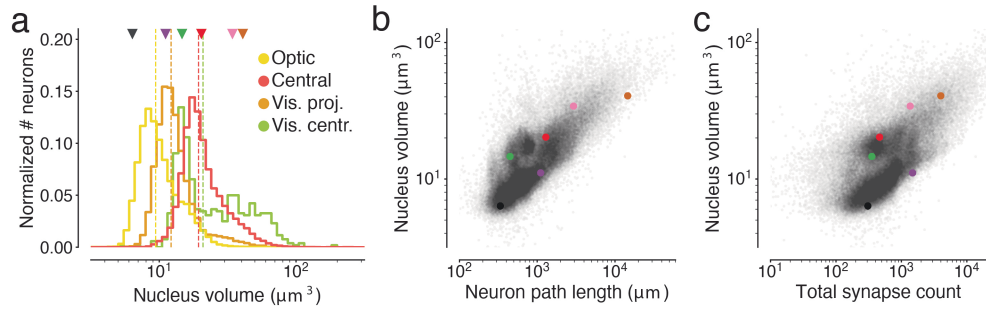 a
Normalized # neurons
0.20
0.15
0.10
0.05
0.00
Optic
Central
Vis. proj.
Vis. centr.
10¹
10²
Nucleus volume (μm³)
b
Nucleus volume (μm³)
10²
10¹
10²
10³
10⁴
Neuron path length (μm)
c
Nucleus volume (μm³)
10²
10¹
10¹
10²
10³
10⁴
Total synapse count